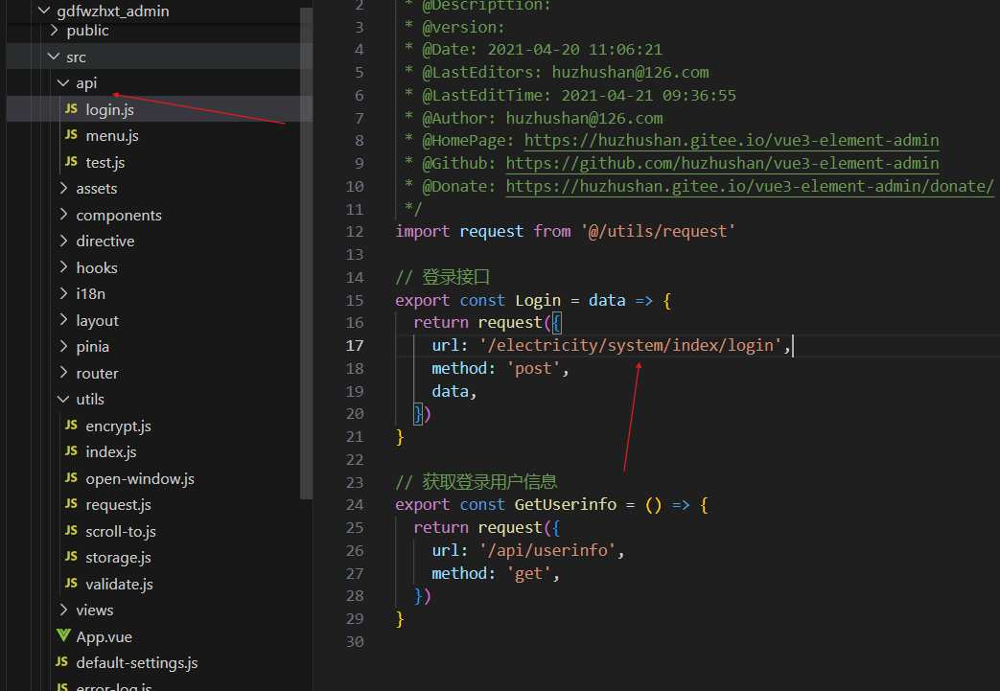 gdfwzhxt_admin
public
src
api
JS login.js
JS menu.js
JS test.js
assets
components
directive
hooks
i18n
layout
pinia
router
utils
JS encrypt.js
JS index.js
JS open-window.js
JS request.js
JS scroll-to.js
JS storage.js
JS validate.js
views
App.vue
JS default-settings.js
JS error-log.js
2 * @Descripttion:
3 * @version:
4 * @Date: 2021-04-20 11:06:21
5 * @LastEditors: huzhushan@126.com
6 * @LastEditTime: 2021-04-21 09:36:55
7 * @Author: huzhushan@126.com
8 * @HomePage: https://huzhushan.gitee.io/vue3-element-admin
9 * @Github: https://github.com/huzhushan/vue3-element-admin
10 * @Donate: https://huzhushan.gitee.io/vue3-element-admin/donate/
11 */
12 import request from '@/utils/request'
13
14 // 登录接口
15 export const Login = data => {
16 return request({
17 url: '/electricity/system/index/login',
18 method: 'post',
19 data,
20 })
21 }
22
23 // 获取登录用户信息
24 export const GetUserinfo = () => {
25 return request({
26 url: '/api/userinfo',
27 method: 'get',
28 })
29 }
30